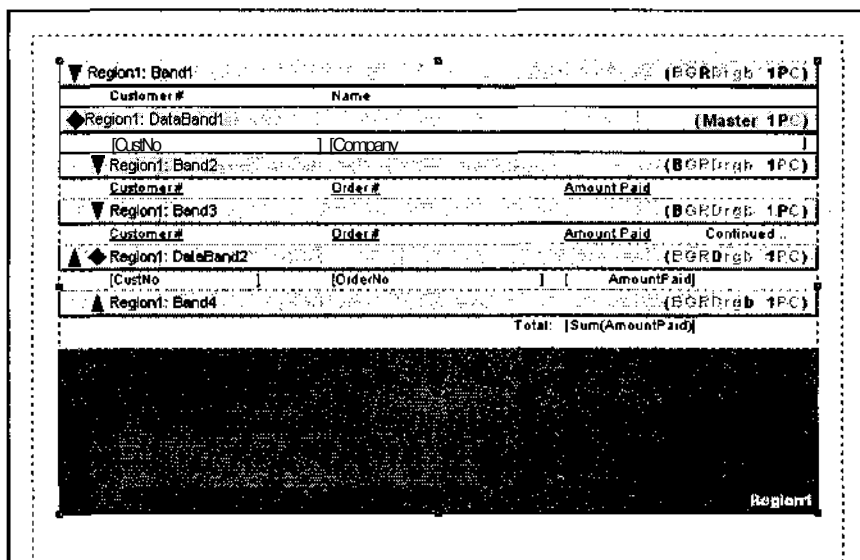 Region1: Band1 (BGRDrgb 1PC)
Customer# Name
Region1: DataBand1 (Master 1PC)
[CustNo ] [Company ]
Region1: Band2 (BGRDrgb 1PC)
Customer# Order# Amount Paid
Region1: Band3 (BGRDrgb 1PC)
Customer# Order# Amount Paid Continued...
Region1: DataBand2 (BGRDrgb 1PC)
[CustNo ] [OrderNo ] [ AmountPaid]
Region1: Band4 (BGRDrgb 1PC)
Total: [Sum(AmountPaid)]
Region1